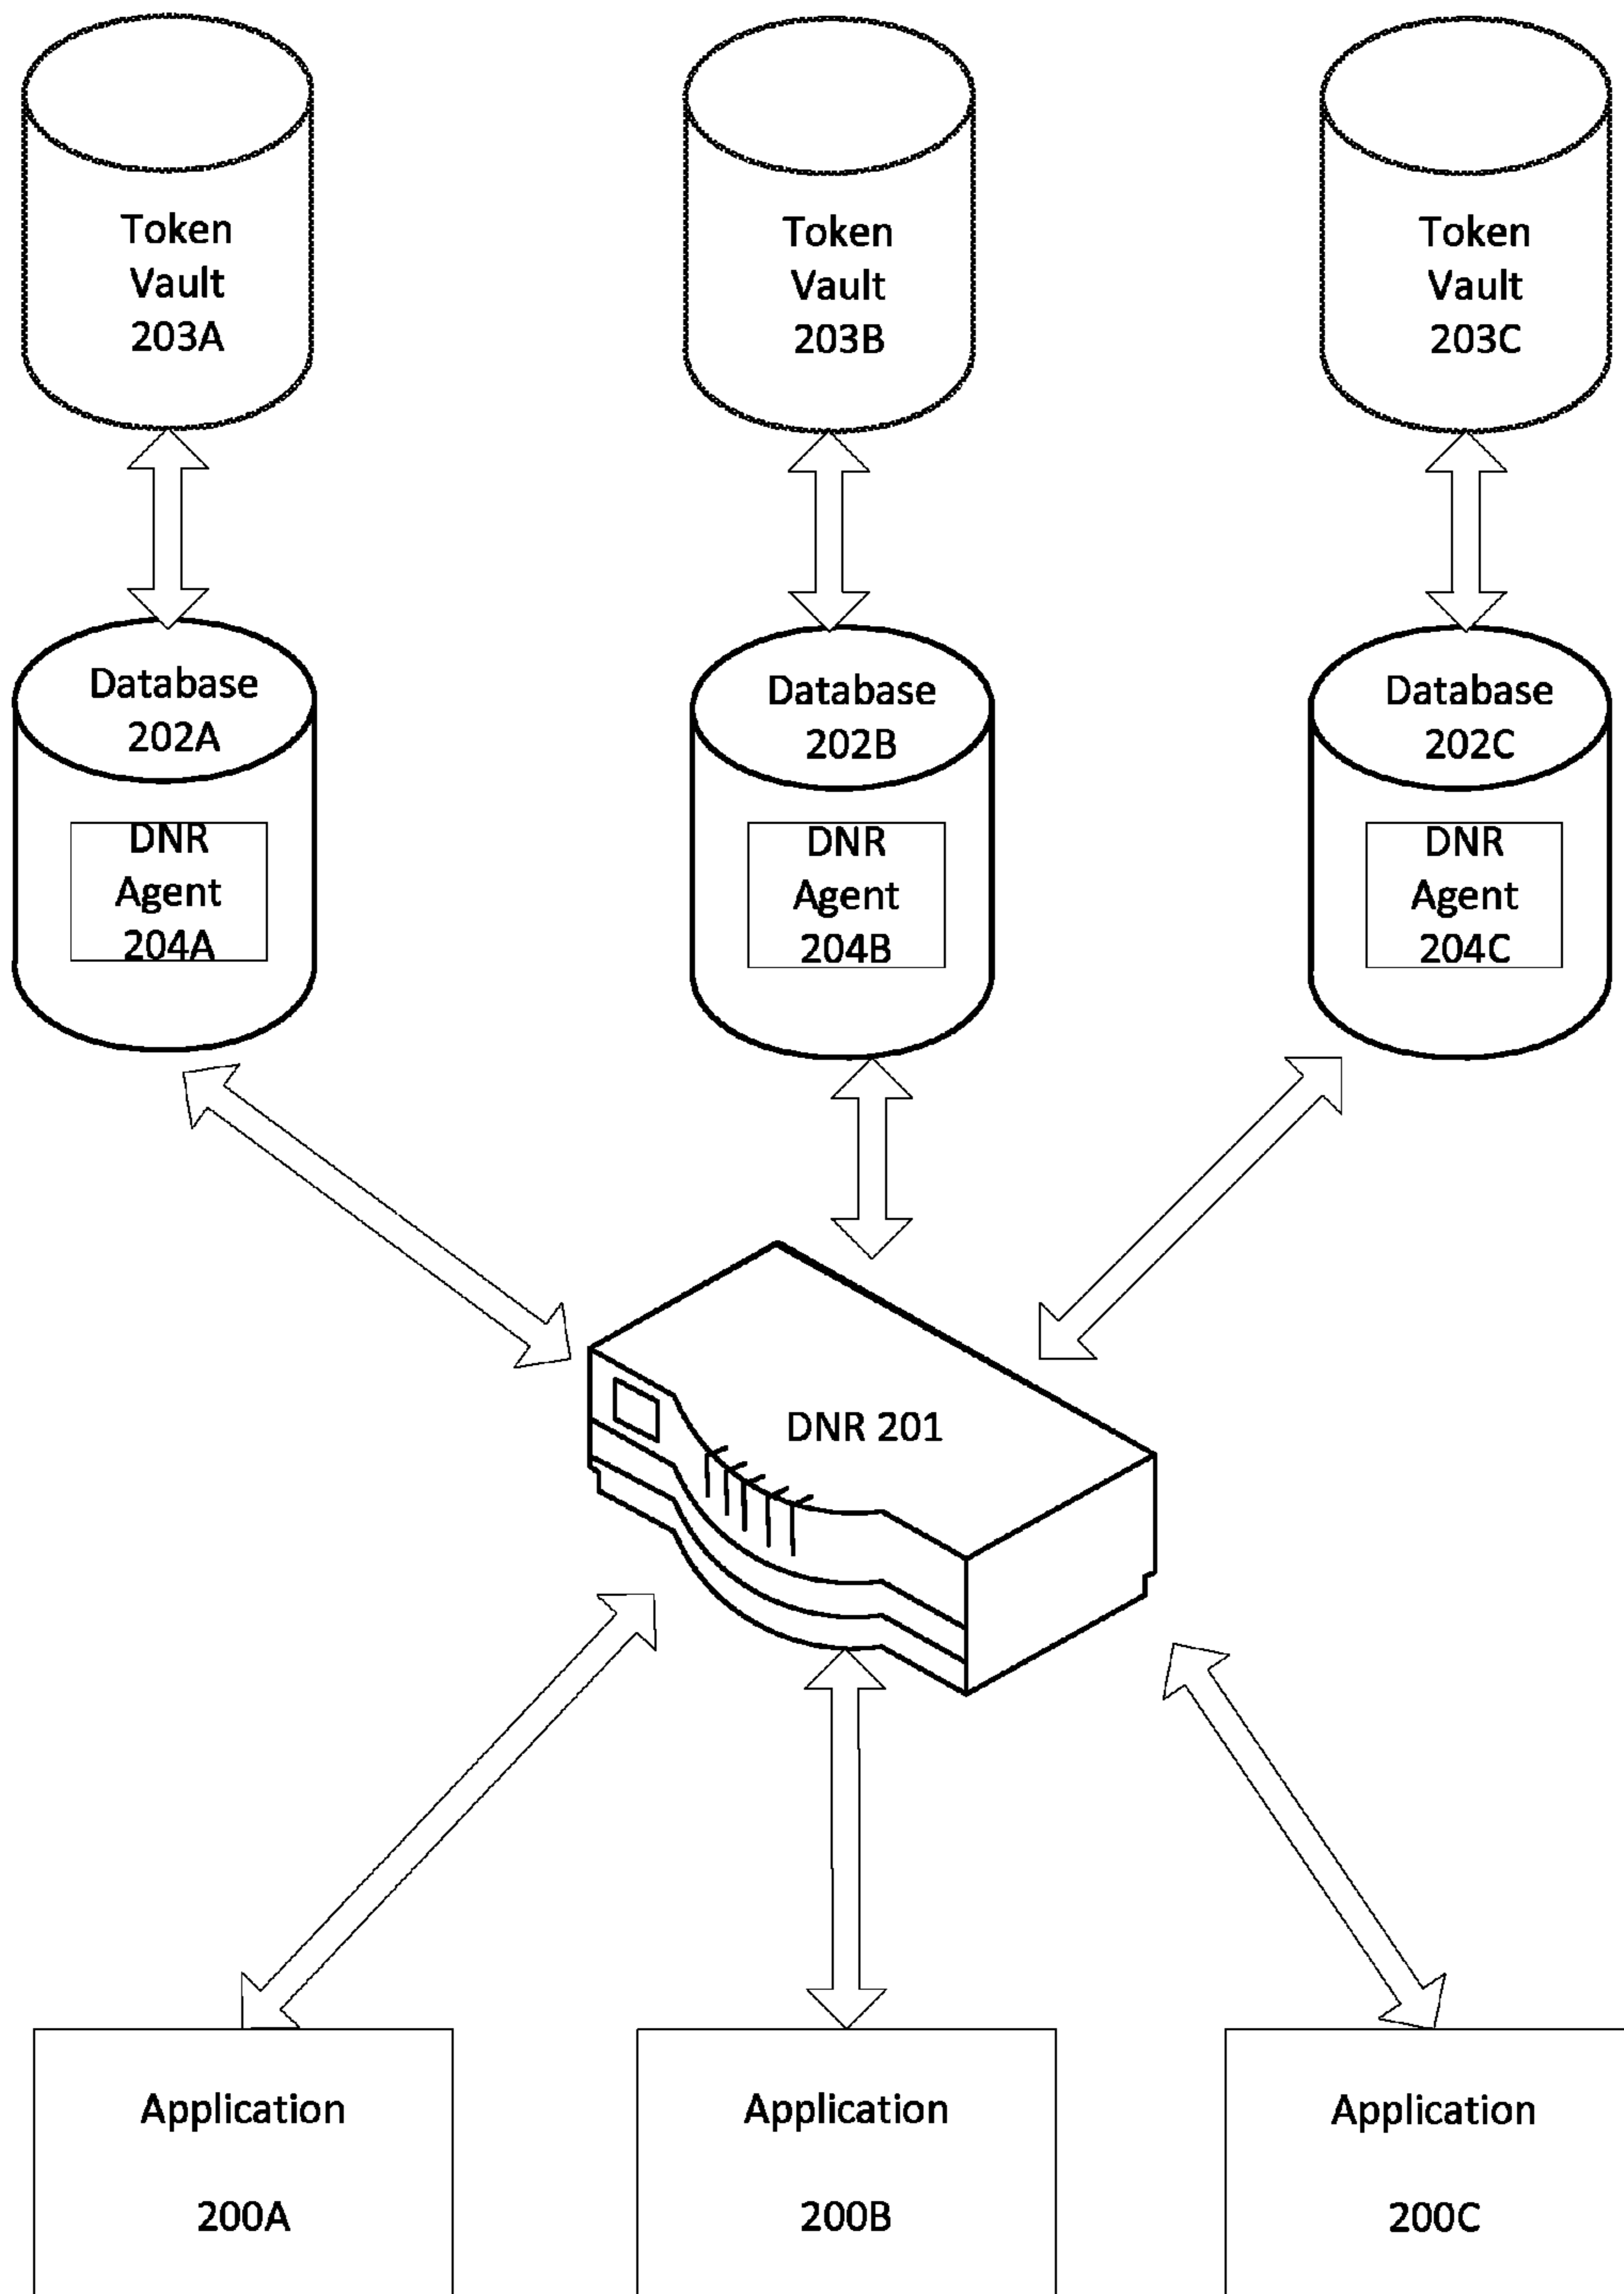 Token
Vault
203A
Token
Vault
203B
Token
Vault
203C
Database
202A
Database
202B
Database
202C
DNR
Agent
204A
DNR
Agent
204B
DNR
Agent
204C
DNR 201
Application
200A
Application
200B
Application
200C